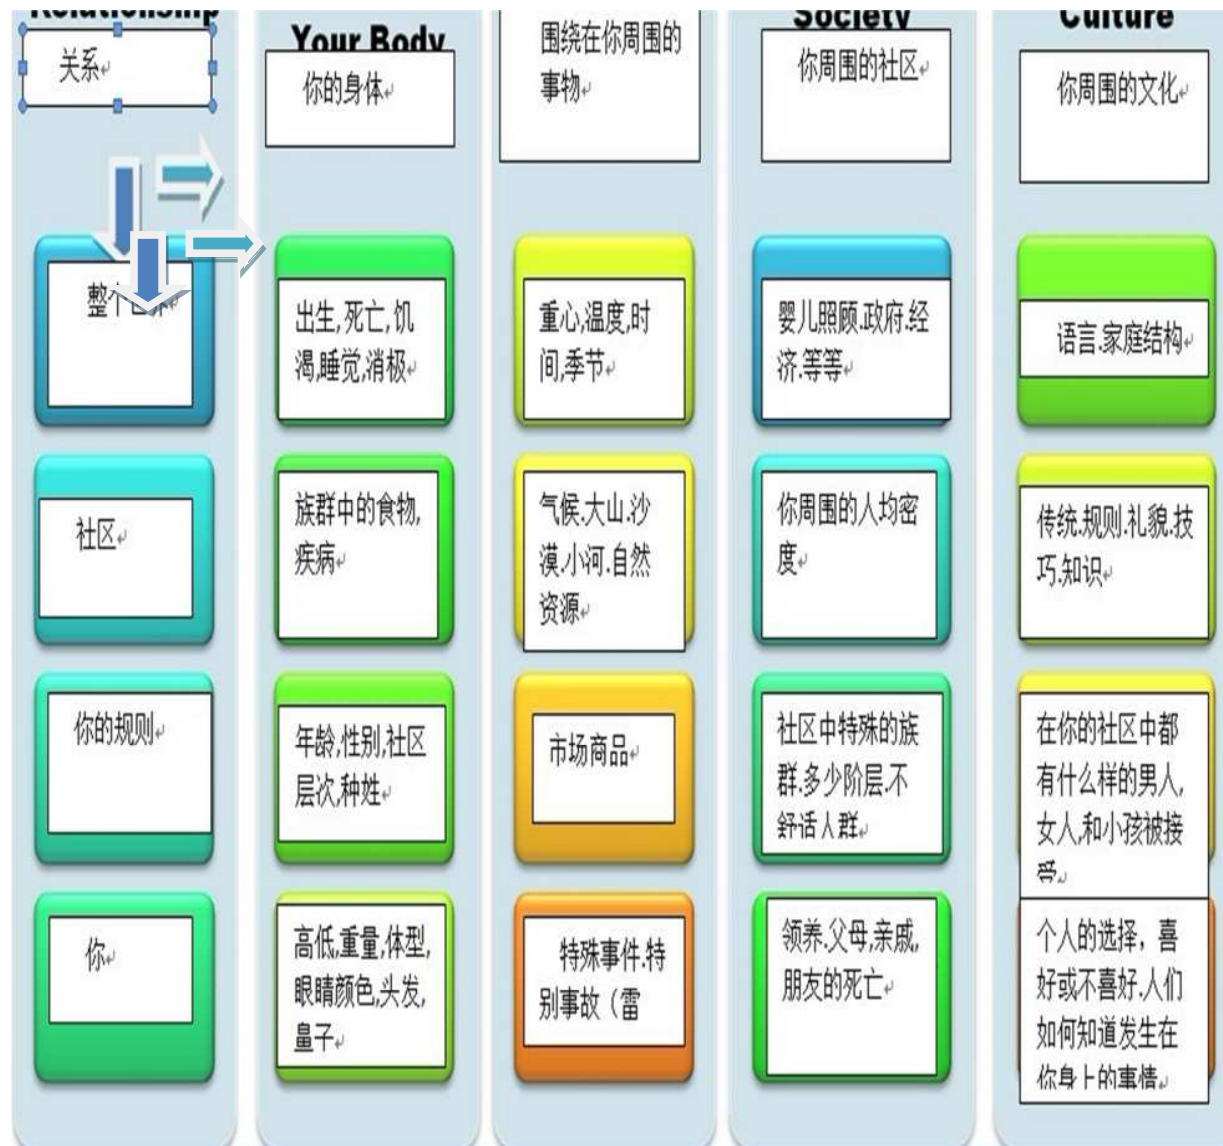 Relationship
关系
整个
社区
你的规则
你
Your Body
你的身体
出生,死亡,饥
渴,睡觉,消极
族群中的食物,
疾病
年龄,性别,社区
层次,种姓
高低,重量,体型,
眼睛颜色,头发,
鼻子
围绕在你周围的
事物
重心,温度,时
间,季节
气候.大山.沙
漠.小河.自然
资源
市场商品
特殊事件.特
别事故（雷
Society
你周围的社区
婴儿照顾.政府.经
济.等等
你周围的人均密
度
社区中特殊的族
群.多少阶层.不
舒话人群
领养.父母,亲戚,
朋友的死亡
Culture
你周围的文化
语言.家庭结构
传统.规则.礼貌.技
巧.知识
在你的社区中都
有什么样的男人,
女人,和小孩被接
受
个人的选择，喜
好或不喜好.人们
如何知道发生在
你身上的事情